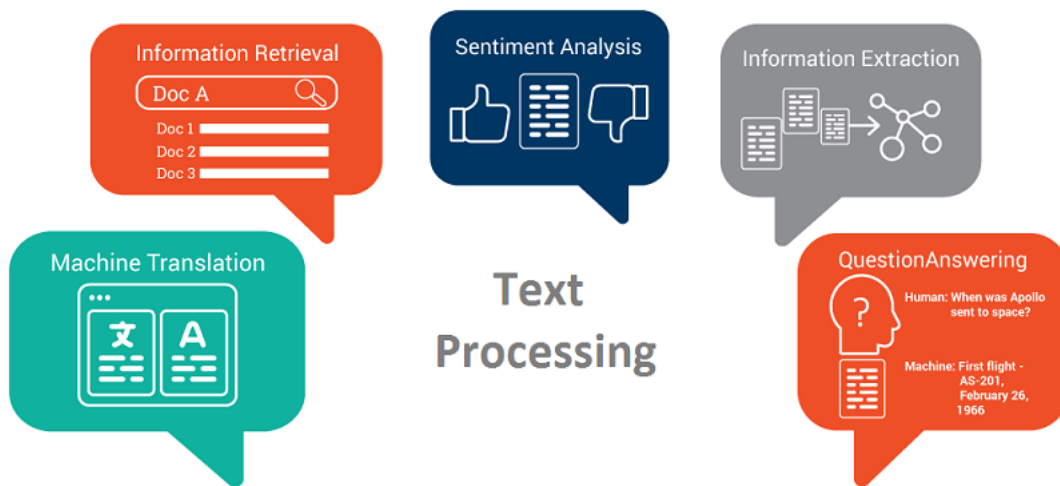 Information Retrieval
Doc A
Doc 1
Doc 2
Doc 3
Sentiment Analysis
Information Extraction
Machine Translation
文 A
Text
Processing
QuestionAnswering
?
Human: When was Apollo
sent to space?
Machine: First flight -
AS-201,
February 26,
1966